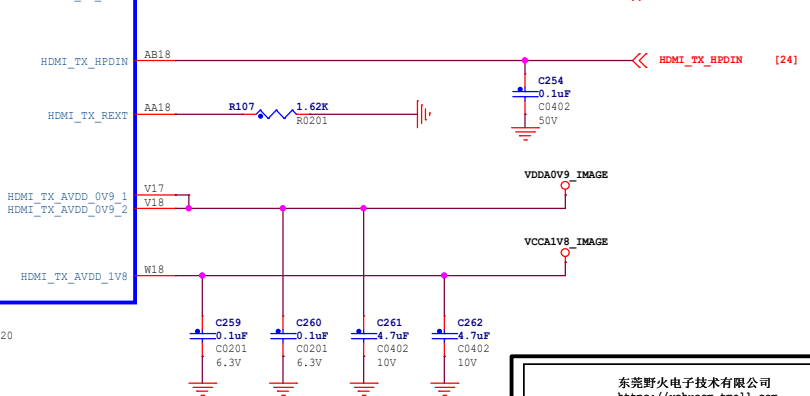 HDMI_TX_HPDIN AB18 HDMI_TX_HPDIN [24]
C254
0.1uF
C0402
50V
HDMI_TX_REXT AA18 R107 1.62K
R0201
VDDA0V9_IMAGE
HDMI_TX_AVDD_0V9_1 V17
HDMI_TX_AVDD_0V9_2 V18
VCCA1V8_IMAGE
HDMI_TX_AVDD_1V8 W18
C259 C260 C261 C262
0.1uF 0.1uF 4.7uF 4.7uF
C0201 C0201 C0402 C0402
6.3V 6.3V 10V 10V
20
东莞野火电子技术有限公司